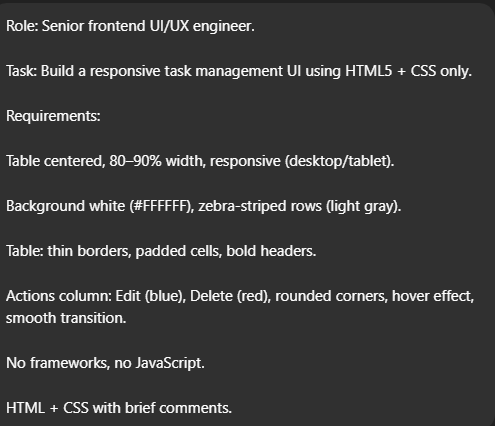 Role: Senior frontend UI/UX engineer.
Task: Build a responsive task management UI using HTML5 + CSS only.
Requirements:
Table centered, 80–90% width, responsive (desktop/tablet).
Background white (#FFFFFF), zebra-striped rows (light gray).
Table: thin borders, padded cells, bold headers.
Actions column: Edit (blue), Delete (red), rounded corners, hover effect,
smooth transition.
No frameworks, no JavaScript.
HTML + CSS with brief comments.